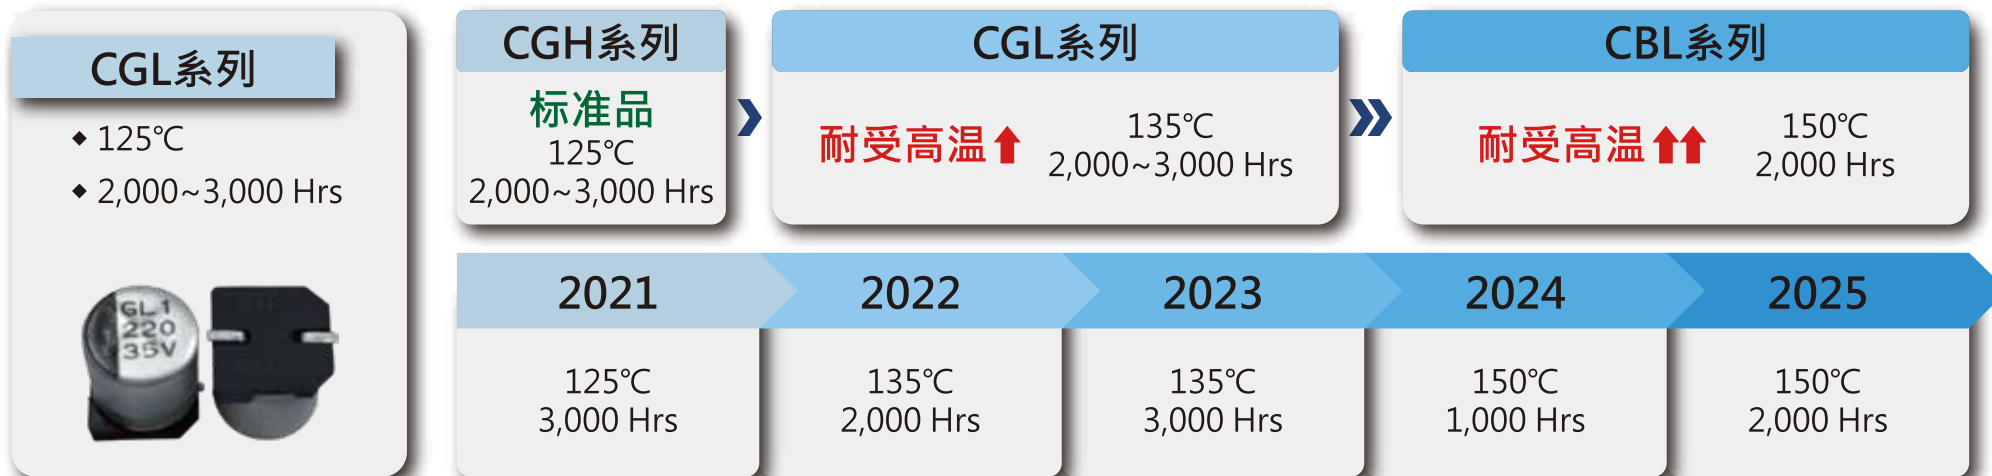 CGL系列
◆ 125℃
◆ 2,000~3,000 Hrs
GL1
220
35V
CGH系列
标准品
125℃
2,000~3,000 Hrs
CGL系列
耐受高温
135℃
2,000~3,000 Hrs
CBL系列
耐受高温
150℃
2,000 Hrs
2021
2022
2023
2024
2025
125℃
3,000 Hrs
135℃
2,000 Hrs
135℃
3,000 Hrs
150℃
1,000 Hrs
150℃
2,000 Hrs